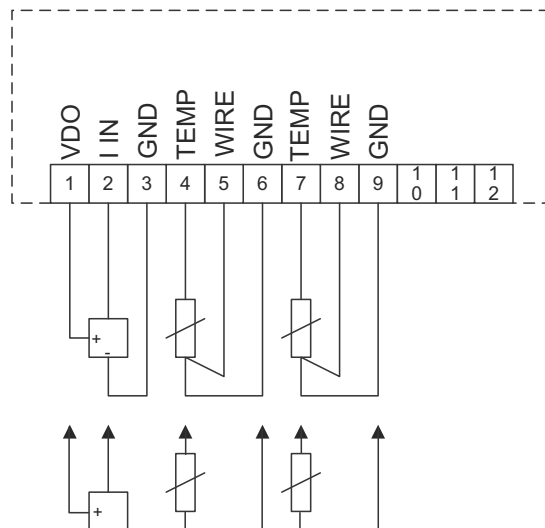 VDO
I IN
GND
TEMP
WIRE
GND
TEMP
WIRE
GND
1 2 3 4 5 6 7 8 9 10 11 12
+
-
+